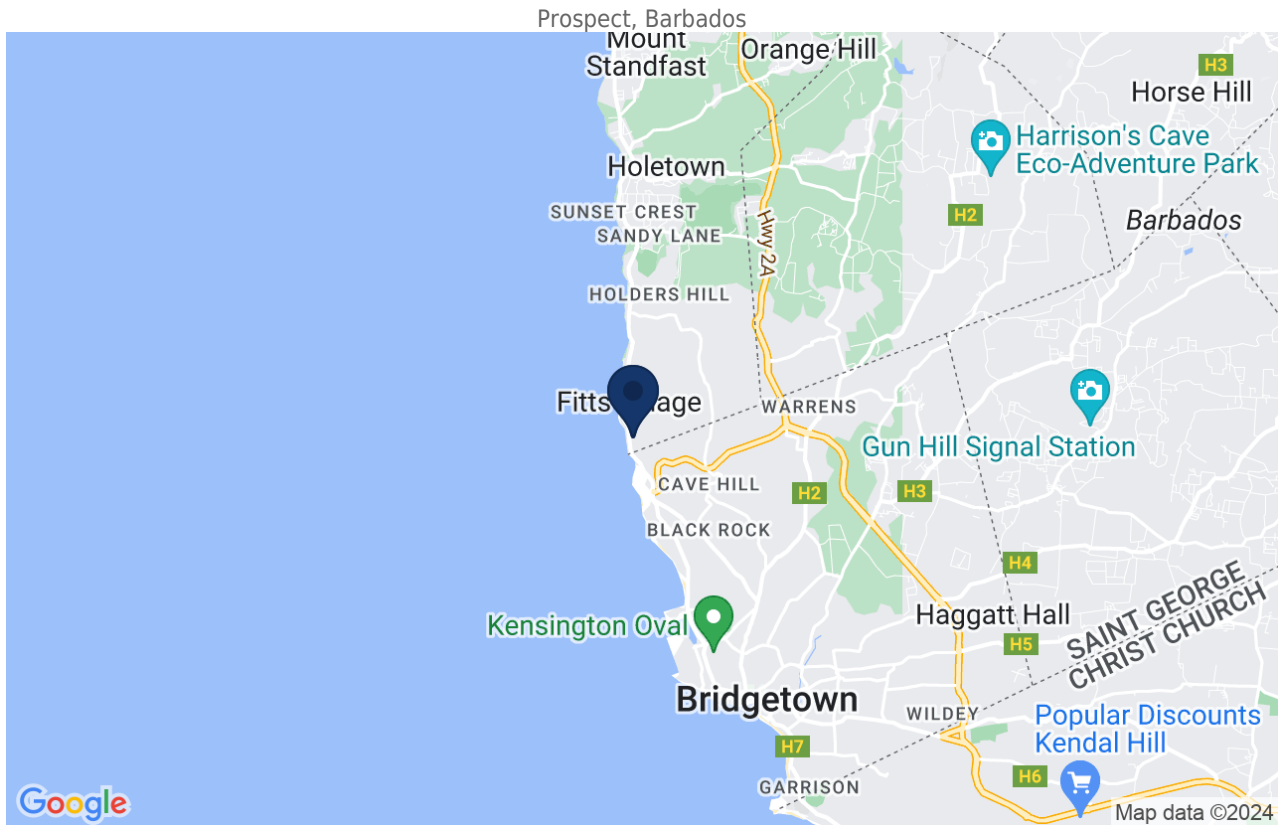 Prospect, Barbados
Mount
Standfast
Orange Hill
H3
Horse Hill
Harrison's Cave
Eco-Adventure Park
Holetown
SUNSET CREST
SANDY LANE
H2
Barbados
Hwy 2A
HOLDERS HILL
WARRENS
Gun Hill Signal Station
CAVE HILL
H2
H3
BLACK ROCK
H4
Haggatt Hall
SAINT GEORGE
CHRIST CHURCH
Kensington Oval
H5
Bridgetown
WILDEY
Popular Discounts
Kendal Hill
H7
H6
GARRISON
Google
Map data ©2024